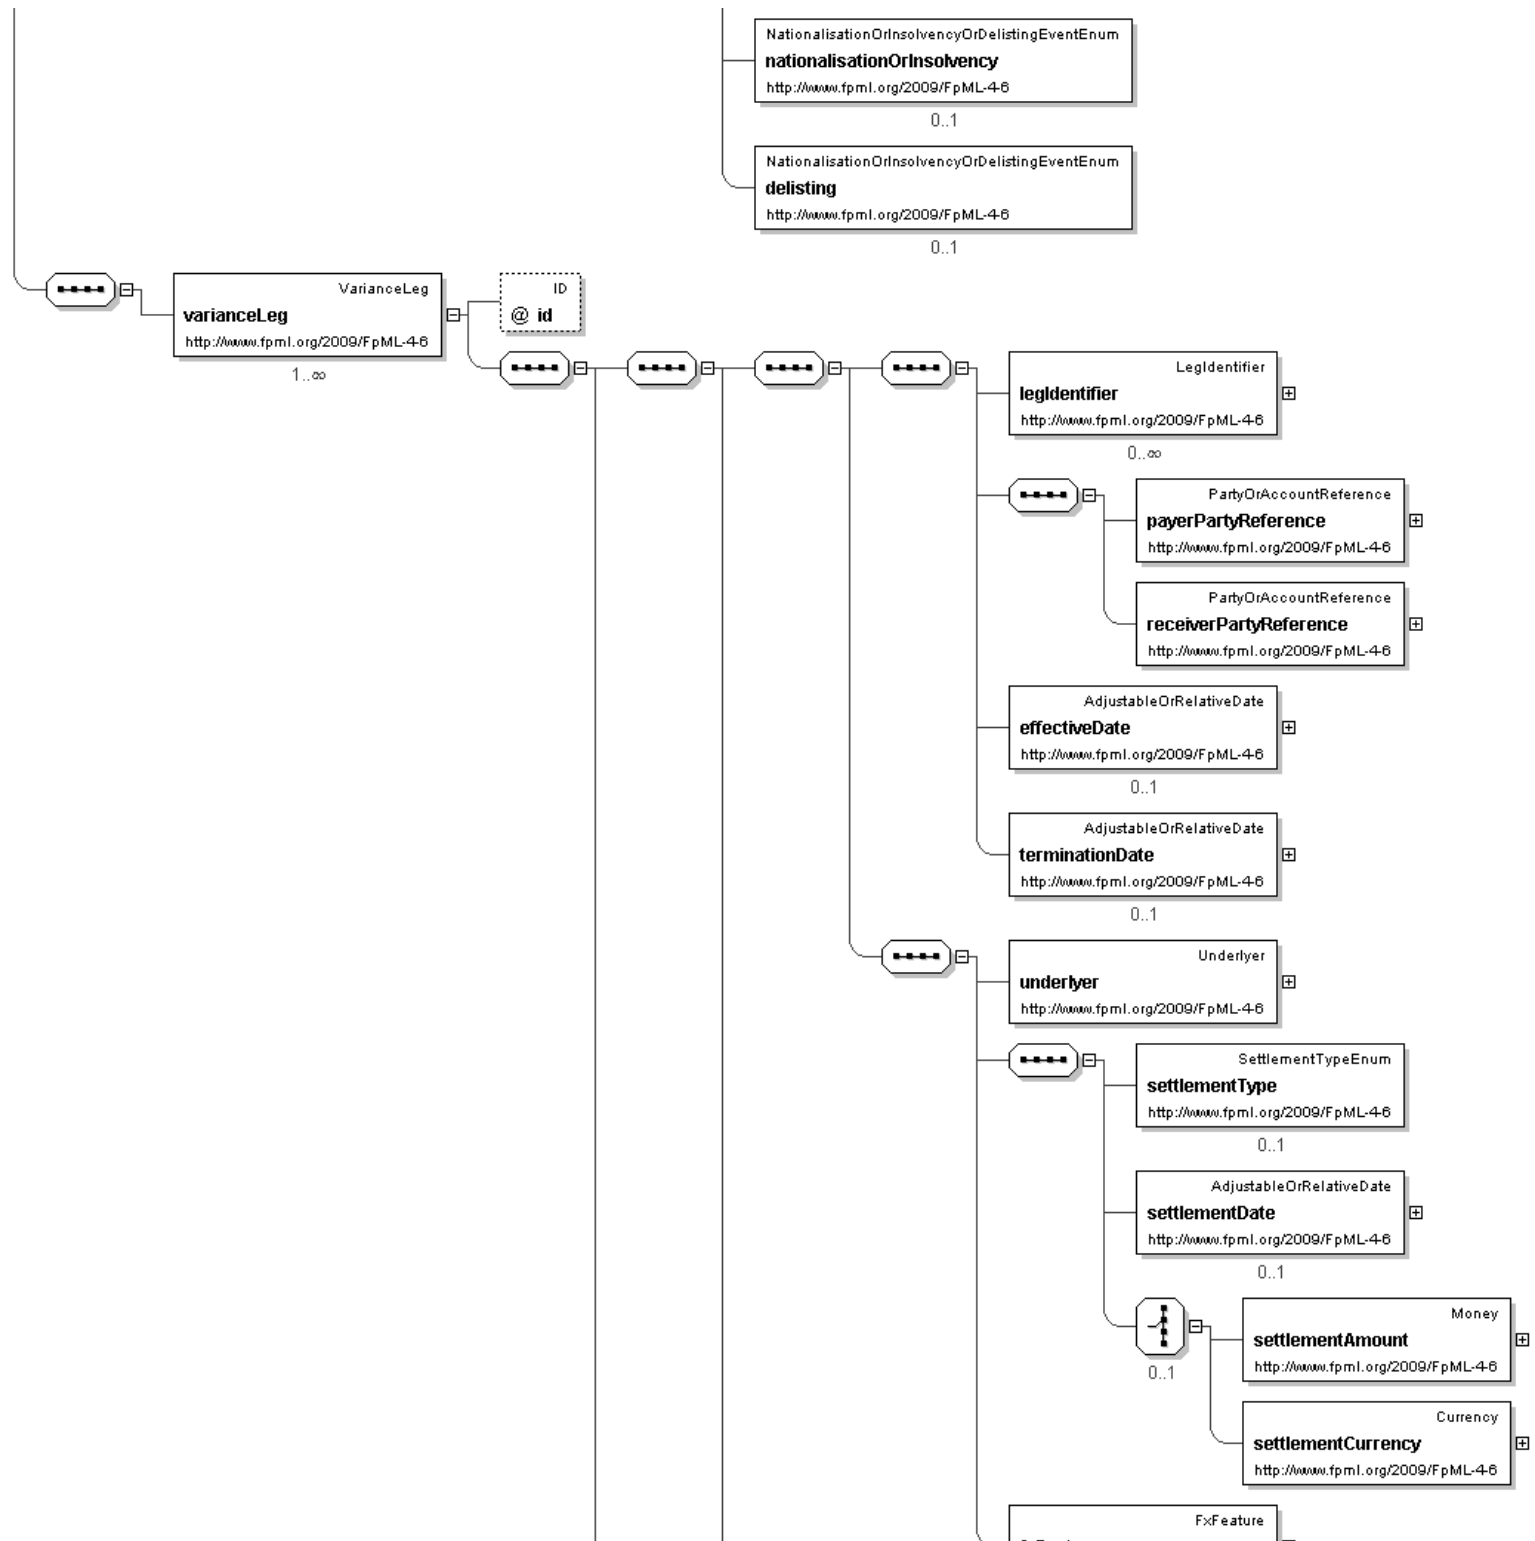 NationalisationOrInsolvencyOrDelistingEventEnum
nationalisationOrInsolvency
http://www.fpml.org/2009/FpML-4-6
0..1
NationalisationOrInsolvencyOrDelistingEventEnum
delisting
http://www.fpml.org/2009/FpML-4-6
0..1
VarianceLeg
varianceLeg
http://www.fpml.org/2009/FpML-4-6
1..∞
ID
@ id
LegIdentifier
legIdentifier
http://www.fpml.org/2009/FpML-4-6
0..∞
PartyOrAccountReference
payerPartyReference
http://www.fpml.org/2009/FpML-4-6
PartyOrAccountReference
receiverPartyReference
http://www.fpml.org/2009/FpML-4-6
AdjustableOrRelativeDate
effectiveDate
http://www.fpml.org/2009/FpML-4-6
0..1
AdjustableOrRelativeDate
terminationDate
http://www.fpml.org/2009/FpML-4-6
0..1
Underlyer
underlyer
http://www.fpml.org/2009/FpML-4-6
SettlementTypeEnum
settlementType
http://www.fpml.org/2009/FpML-4-6
0..1
AdjustableOrRelativeDate
settlementDate
http://www.fpml.org/2009/FpML-4-6
0..1
Money
settlementAmount
http://www.fpml.org/2009/FpML-4-6
0..1
Currency
settlementCurrency
http://www.fpml.org/2009/FpML-4-6
FxFeature